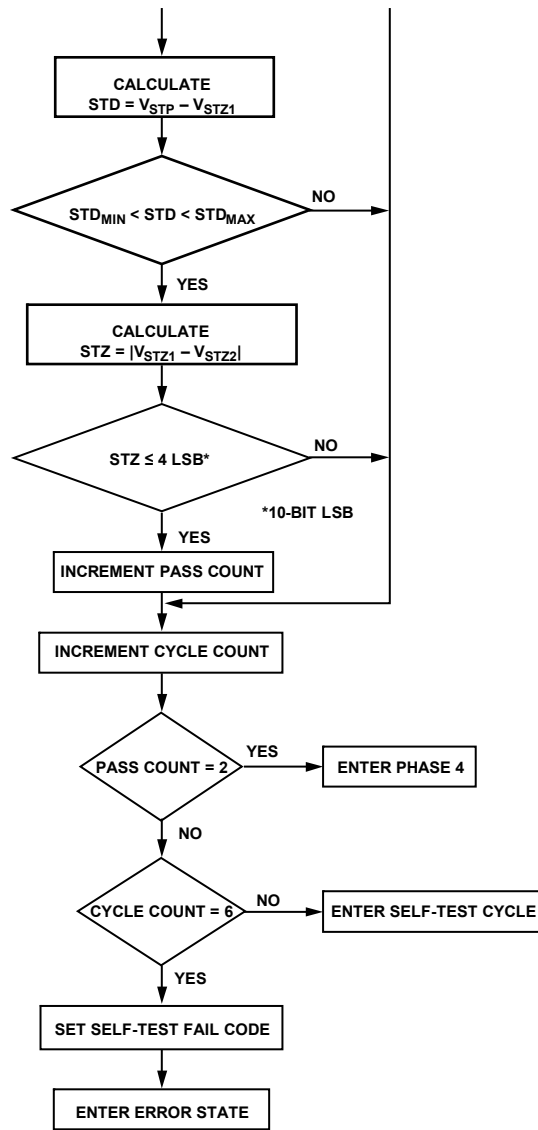 CALCULATE
STD = VSTP – VSTZ1
NO
STDMIN < STD < STDMAX
YES
CALCULATE
STZ = |VSTZ1 – VSTZ2|
NO
STZ ≤ 4 LSB*
*10-BIT LSB
YES
INCREMENT PASS COUNT
INCREMENT CYCLE COUNT
YES
PASS COUNT = 2
ENTER PHASE 4
NO
NO
CYCLE COUNT = 6
ENTER SELF-TEST CYCLE
YES
SET SELF-TEST FAIL CODE
ENTER ERROR STATE